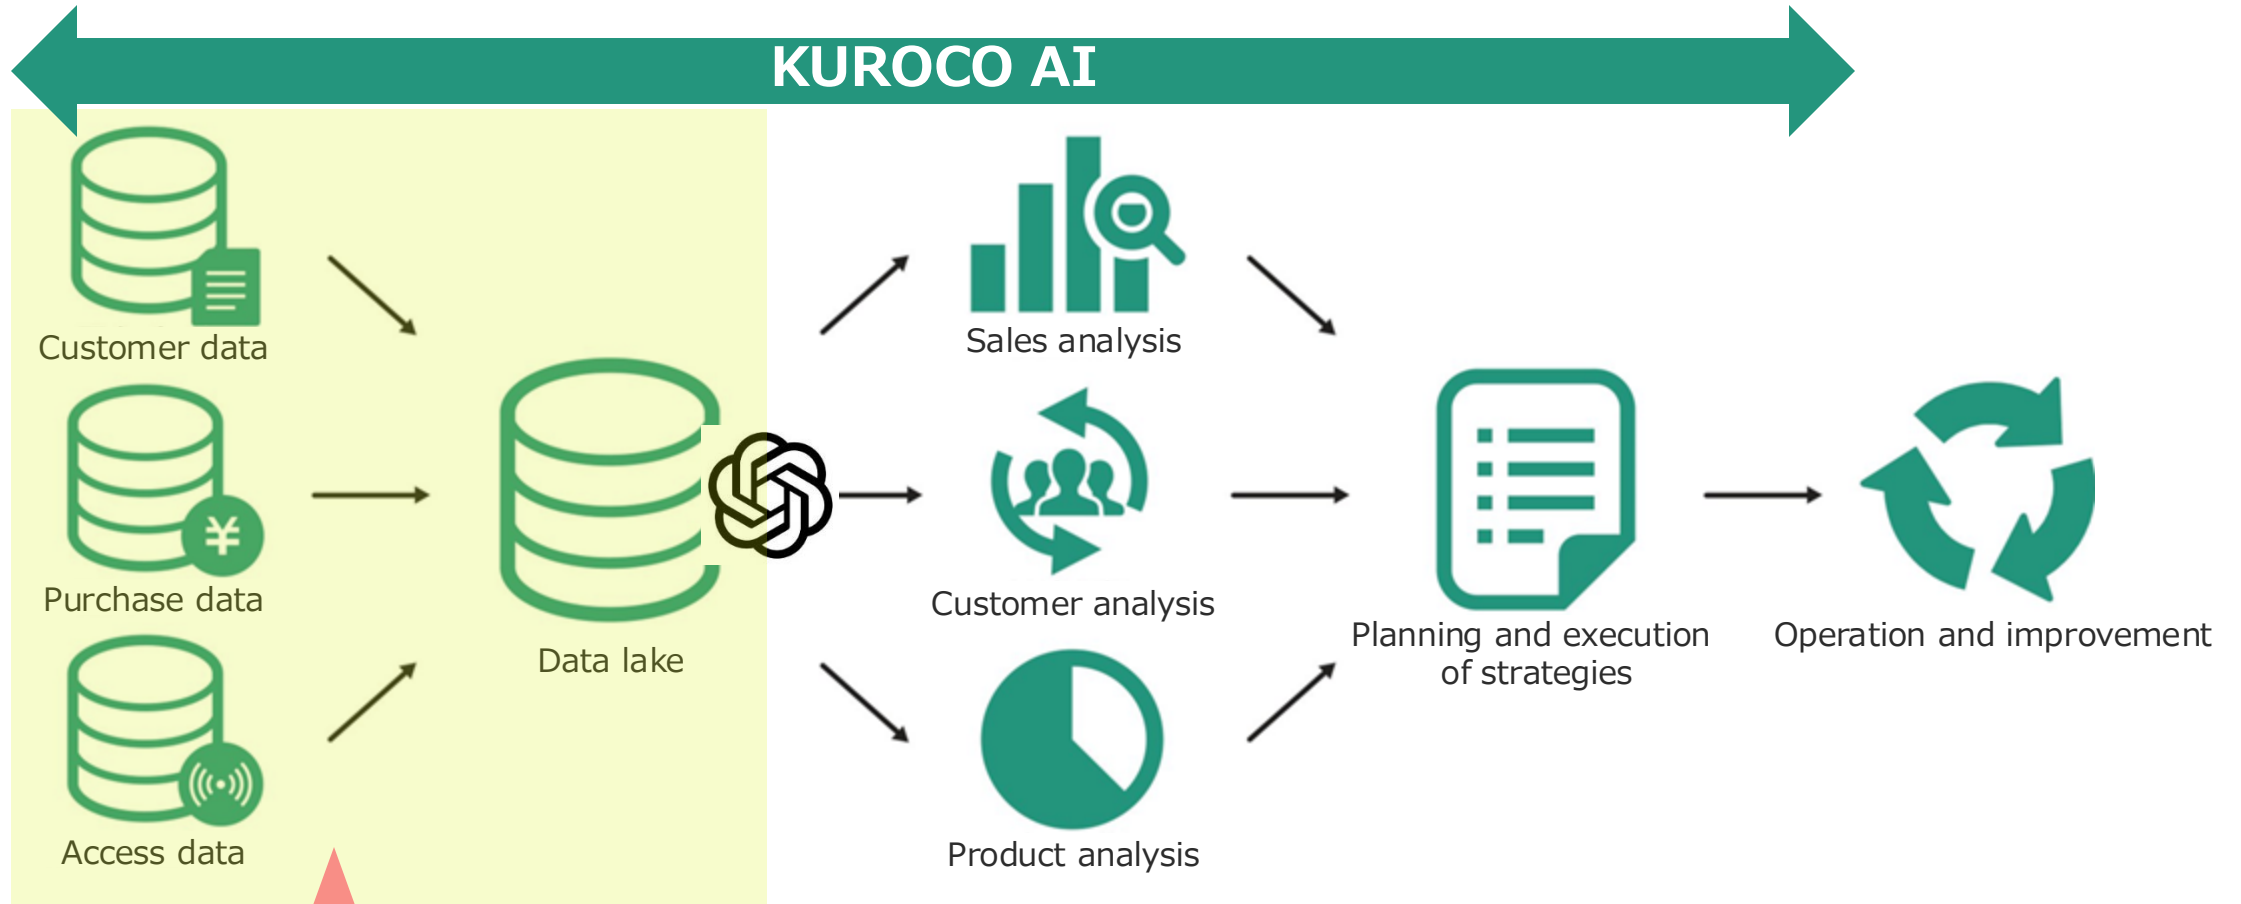 KUROCO AI
Customer data
Purchase data
¥
Access data
Data lake
Sales analysis
Customer analysis
Product analysis
Planning and execution
of strategies
Operation and improvement